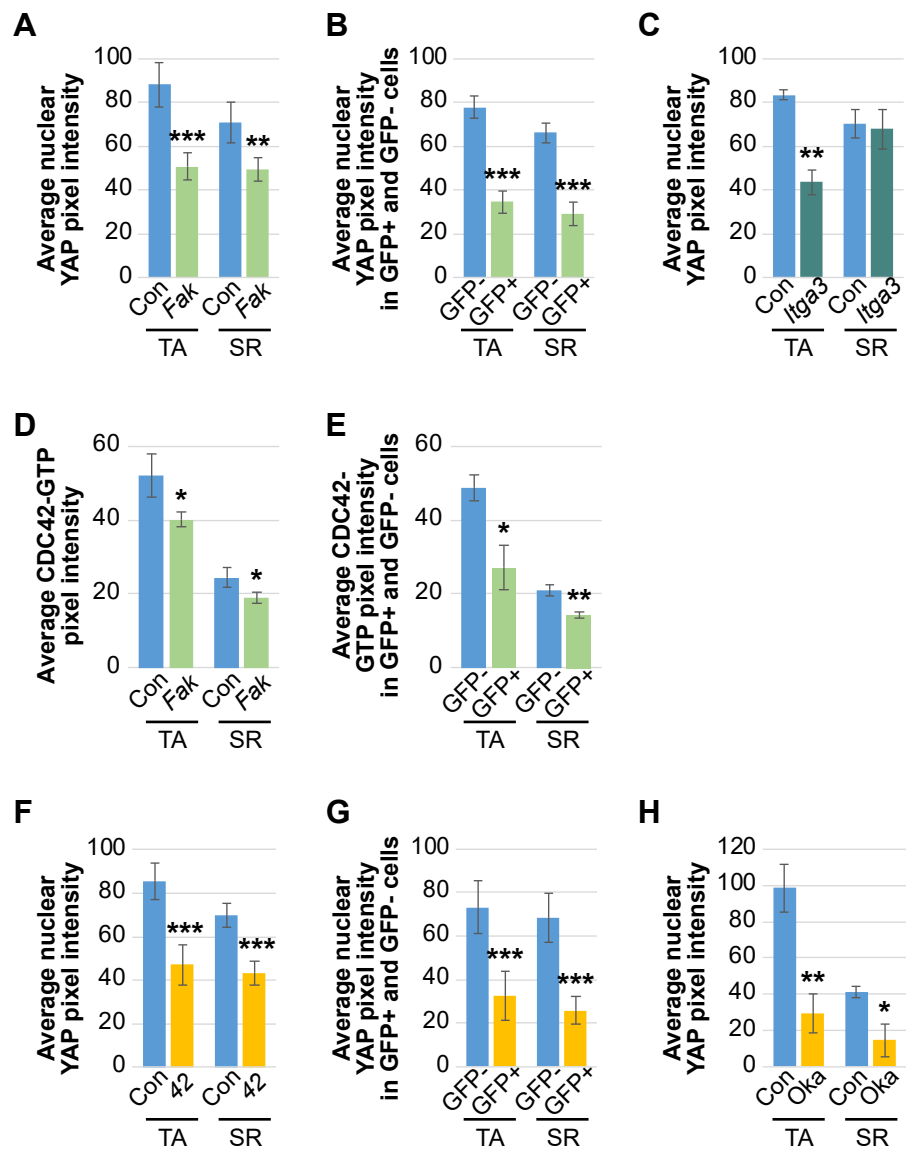 A
Average nuclear
YAP pixel intensity
100
80
60
40
20
0
***
**
Con
Fak
Con
Fak
TA
SR
B
Average nuclear
YAP pixel intensity
in GFP+ and GFP- cells
100
80
60
40
20
0
***
***
GFP-
GFP+
GFP-
GFP+
TA
SR
C
Average nuclear
YAP pixel intensity
100
80
60
40
20
0
**
Con
Itga3
Con
Itga3
TA
SR
D
Average CDC42-GTP
pixel intensity
60
40
20
0
*
*
Con
Fak
Con
Fak
TA
SR
E
Average CDC42-
GTP pixel intensity
in GFP+ and GFP- cells
60
40
20
0
*
**
GFP-
GFP+
GFP-
GFP+
TA
SR
F
Average nuclear
YAP pixel intensity
100
80
60
40
20
0
***
***
Con
42
Con
42
TA
SR
G
Average nuclear
YAP pixel intensity
in GFP+ and GFP- cells
100
80
60
40
20
0
***
***
GFP-
GFP+
GFP-
GFP+
TA
SR
H
Average nuclear
YAP pixel intensity
120
100
80
60
40
20
0
**
*
Con
Oka
Con
Oka
TA
SR